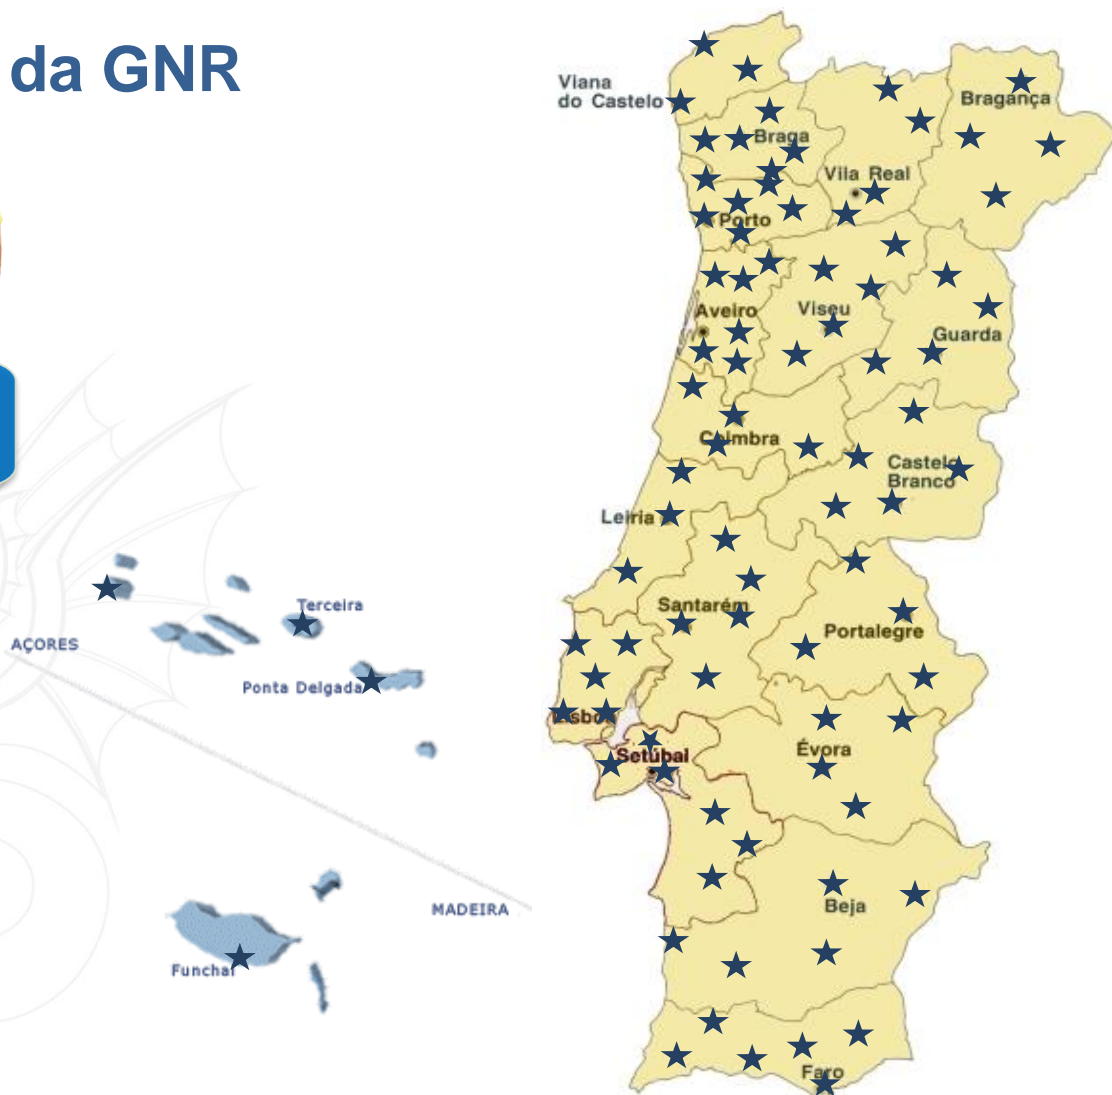 da GNR
Viana
do Castelo
Bragança
Braga
Vila Real
Porto
Aveiro
Viseu
Guarda
Coimbra
Castelo
Branco
Leiria
Santarém
Portalegre
Lisboa
Setúbal
Évora
Beja
Faro
AÇORES
Terceira
Ponta Delgada
MADEIRA
Funchal